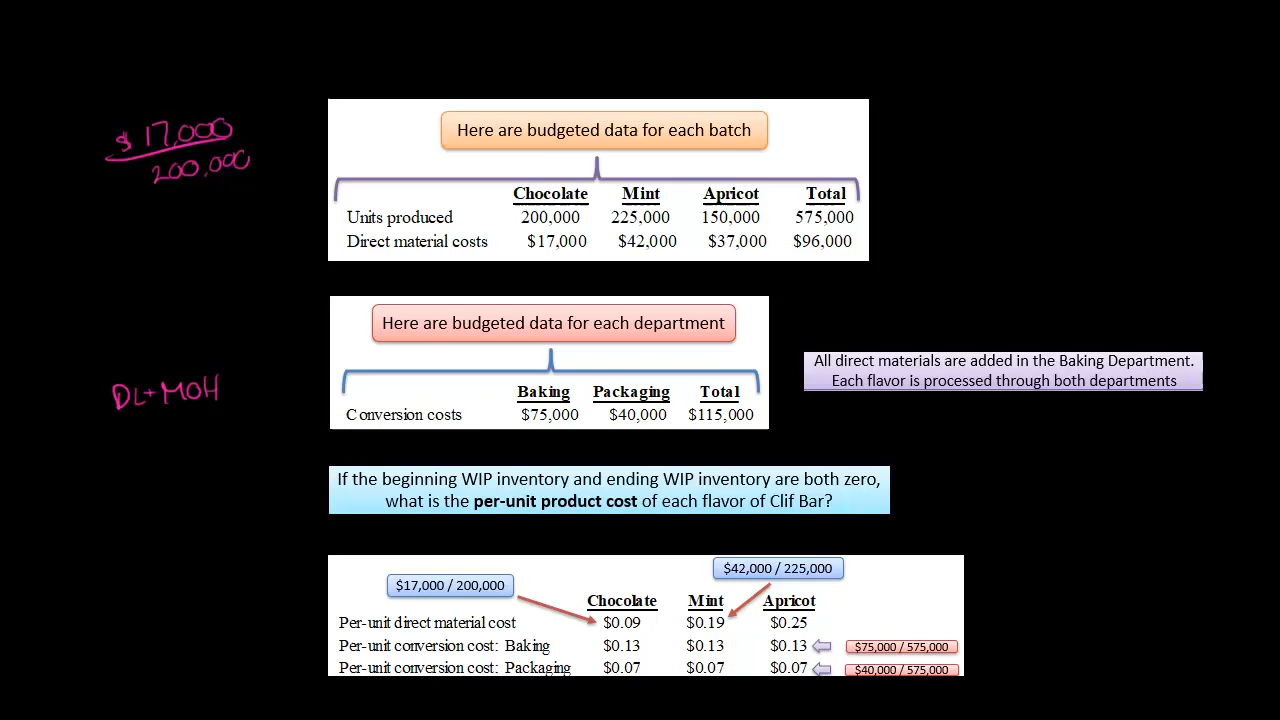 $17,000
200,000
Here are budgeted data for each batch
Chocolate Mint Apricot Total
Units produced 200,000 225,000 150,000 575,000
Direct material costs $17,000 $42,000 $37,000 $96,000
Here are budgeted data for each department
Baking Packaging Total
Conversion costs $75,000 $40,000 $115,000
DL+MOH
All direct materials are added in the Baking Department.
Each flavor is processed through both departments
If the beginning WIP inventory and ending WIP inventory are both zero,
what is the per-unit product cost of each flavor of Clif Bar?
$17,000 / 200,000
$42,000 / 225,000
Chocolate Mint Apricot
Per-unit direct material cost $0.09 $0.19 $0.25
Per-unit conversion cost: Baking $0.13 $0.13 $0.13 $75,000 / 575,000
Per-unit conversion cost: Packaging $0.07 $0.07 $0.07 $40,000 / 575,000